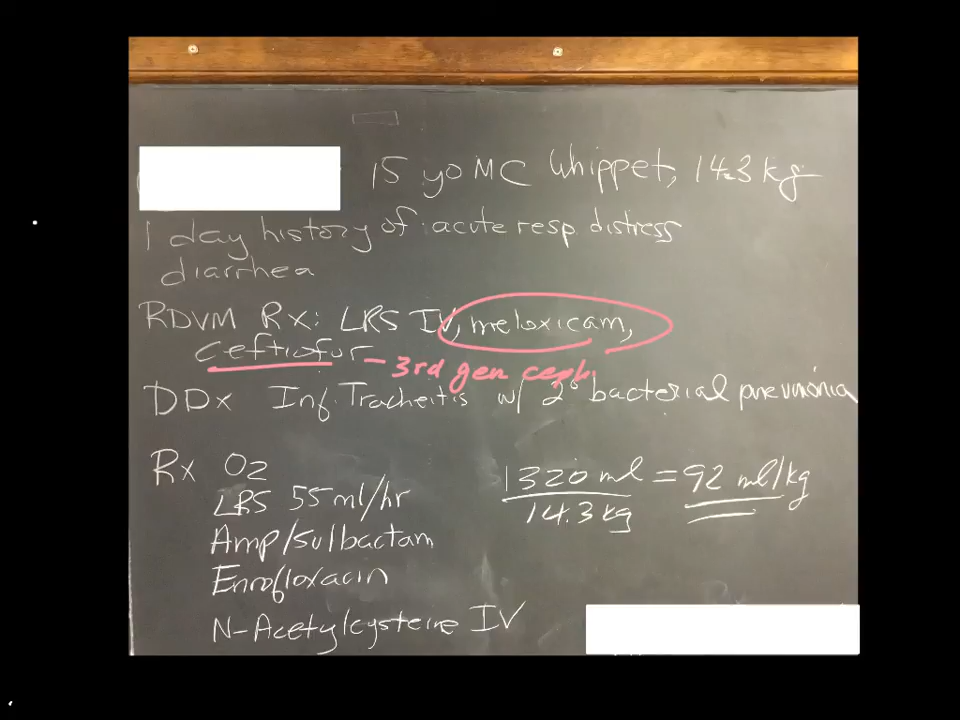 15 yo MC Whippet, 14.3 kg
1 day history of acute resp. distress
diarrhea
RDVM Rx: LRS IV, meloxicam,
ceftiofur - 3rd gen ceph
DDx Inf. Tracheitis w/ 2° bacterial pneumonia
Rx O2
LRS 55 ml/hr
Amp/Sulbactam
Enrofloxacin
N-Acetylcysteine IV
1320 ml = 92 ml/kg
14.3 kg